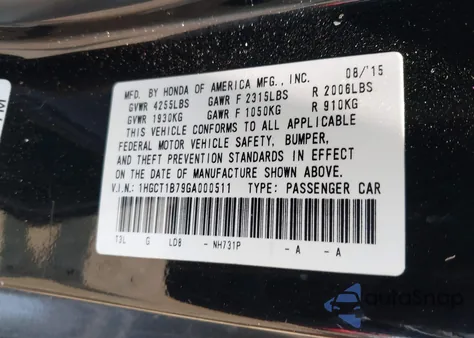 MFD. BY HONDA OF AMERICA MFG., INC. 08/'15
GVWR 4255LBS GAWR F 2315LBS R 2006LBS
GVWR 1930KG GAWR F 1050KG R 910KG
THIS VEHICLE CONFORMS TO ALL APPLICABLE
FEDERAL MOTOR VEHICLE SAFETY, BUMPER,
AND THEFT PREVENTION STANDARDS IN EFFECT
ON THE DATE OF MANUFACTURE SHOWN ABOVE.
V.I.N.: 1HGCT1B79GA000511 TYPE: PASSENGER CAR
T3L G LD8 - NH731P - A - A
autoSnap